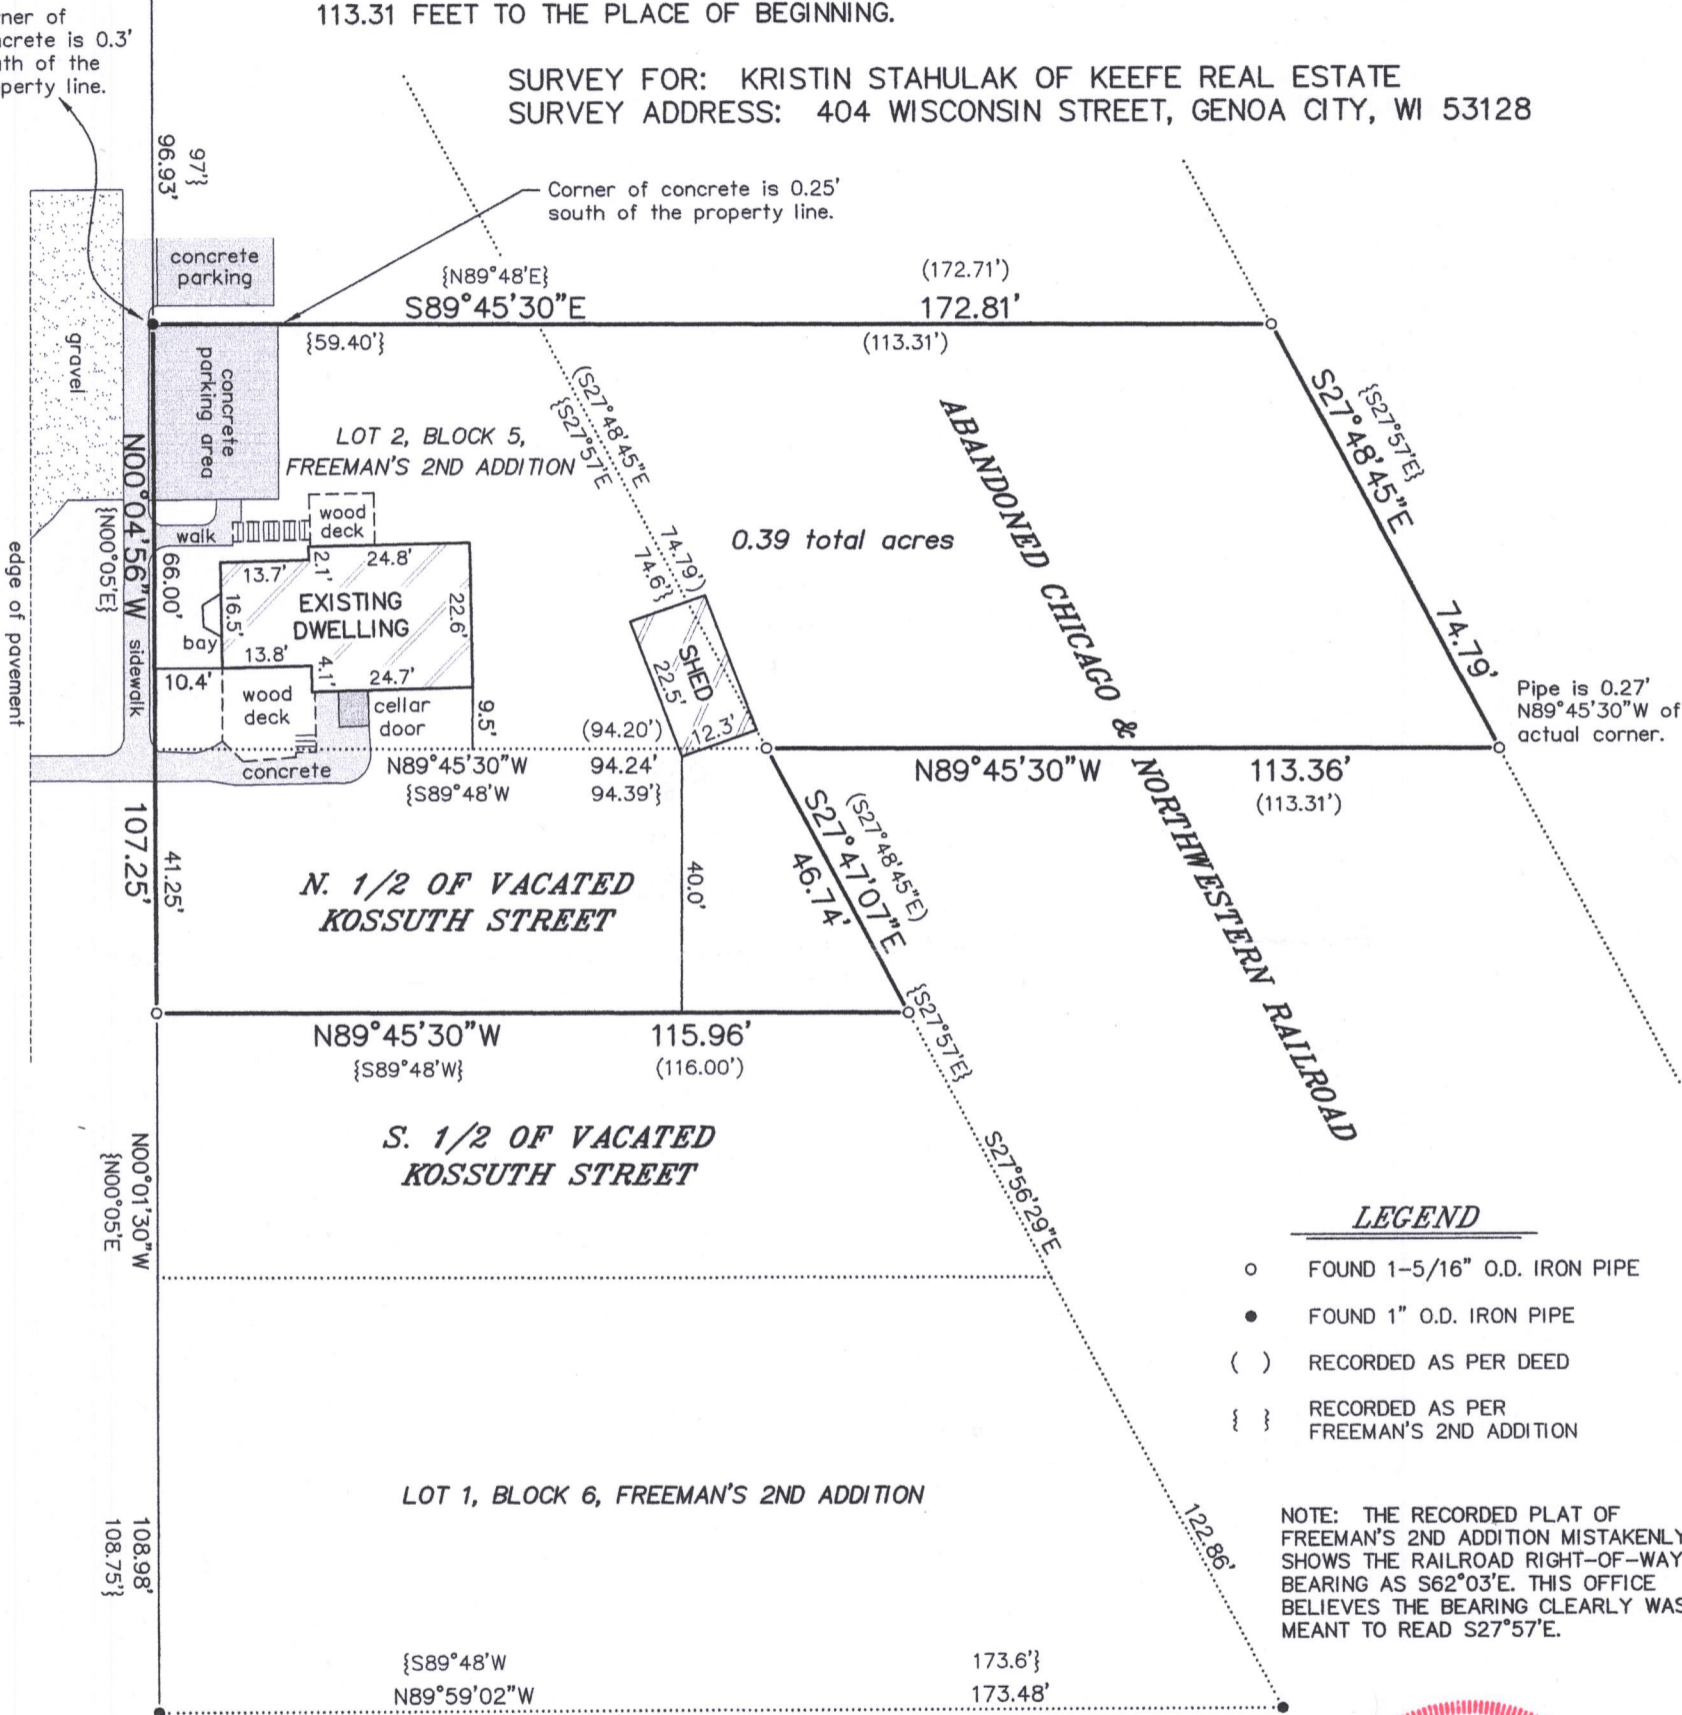 113.31 FEET TO THE PLACE OF BEGINNING.
SURVEY FOR: KRISTIN STAHULAK OF KEEFE REAL ESTATE
SURVEY ADDRESS: 404 WISCONSIN STREET, GENOA CITY, WI 53128
is 0.3'
of the
line.
97'}
96.93'
Corner of concrete is 0.25'
south of the property line.
concrete
parking
{N89°48'E}
S89°45'30"E
(172.71')
172.81'
{59.40'}
(113.31')
gravel
concrete
parking area
LOT 2, BLOCK 5,
FREEMAN'S 2ND ADDITION
(S27°48'45"E
74.79')
{S27°57'E
74.6'}
0.39 total acres
ABANDONED CHICAGO & NORTHWESTERN RAILROAD
{S27°57'E}
S27°48'45"E
74.79'
Pipe is 0.27'
N89°45'30"W of
actual corner.
N00°04'56"W
107.25'
{N00°05'E}
66.00'
walk
wood
deck
13.7'
2.1'
24.8'
EXISTING
DWELLING
16.5'
22.6'
bay
13.8'
4.1'
24.7'
10.4'
wood
deck
cellar
door
9.5'
sidewalk
edge of pavement
concrete
SHED
22.5'
12.3'
(94.20')
N89°45'30"W
94.24'
{S89°48'W
94.39'}
N89°45'30"W
113.36'
(113.31')
(S27°48'45"E)
S27°47'07"E
46.74'
41.25'
40.0'
N. 1/2 OF VACATED
KOSSUTH STREET
N89°45'30"W
115.96'
{S89°48'W}
(116.00')
{S27°57'E}
S. 1/2 OF VACATED
KOSSUTH STREET
S27°56'29"E
122.86'
N00°01'30"W
108.98'
{N00°05'E
108.75'}
LOT 1, BLOCK 6, FREEMAN'S 2ND ADDITION
{S89°48'W
173.6'}
N89°59'02"W
173.48'
LEGEND
FOUND 1-5/16" O.D. IRON PIPE
FOUND 1" O.D. IRON PIPE
( ) RECORDED AS PER DEED
{ } RECORDED AS PER
FREEMAN'S 2ND ADDITION
NOTE: THE RECORDED PLAT OF
FREEMAN'S 2ND ADDITION MISTAKENLY
SHOWS THE RAILROAD RIGHT-OF-WAY
BEARING AS S62°03'E. THIS OFFICE
BELIEVES THE BEARING CLEARLY WAS
MEANT TO READ S27°57'E.